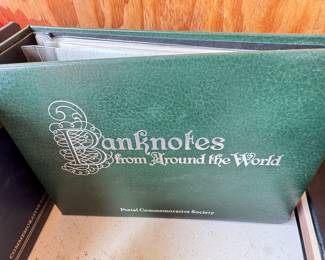 Banknotes
from Around the World
Postal Commemorative Society